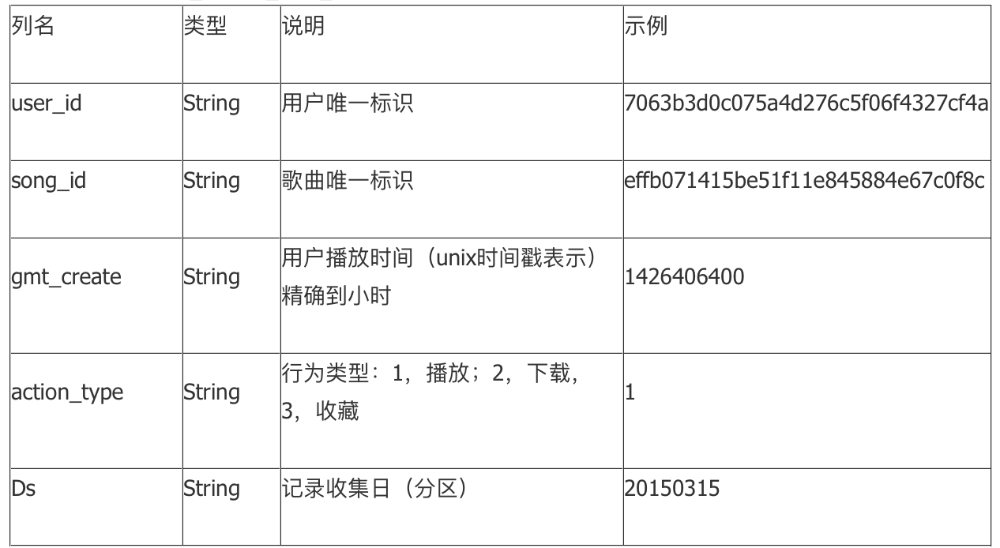 列名 类型 说明 示例
user_id String 用户唯一标识 7063b3d0c075a4d276c5f06f4327cf4a
song_id String 歌曲唯一标识 effb071415be51f11e845884e67c0f8c
gmt_create String 用户播放时间（unix时间戳表示） 1426406400
精确到小时
action_type String 行为类型：1，播放；2，下载， 1
3，收藏
Ds String 记录收集日（分区） 20150315